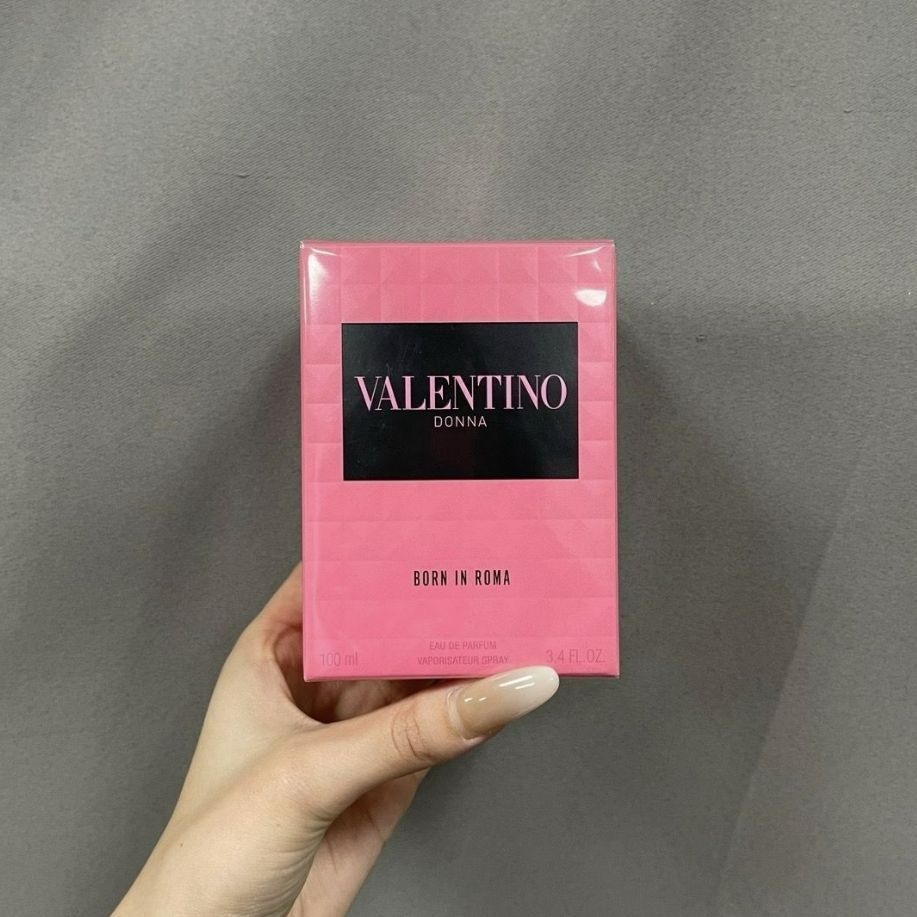 VALENTINO
DONNA
BORN IN ROMA
EAU DE PARFUM
100 ml VAPORISATEUR SPRAY 3.4 FL.OZ.